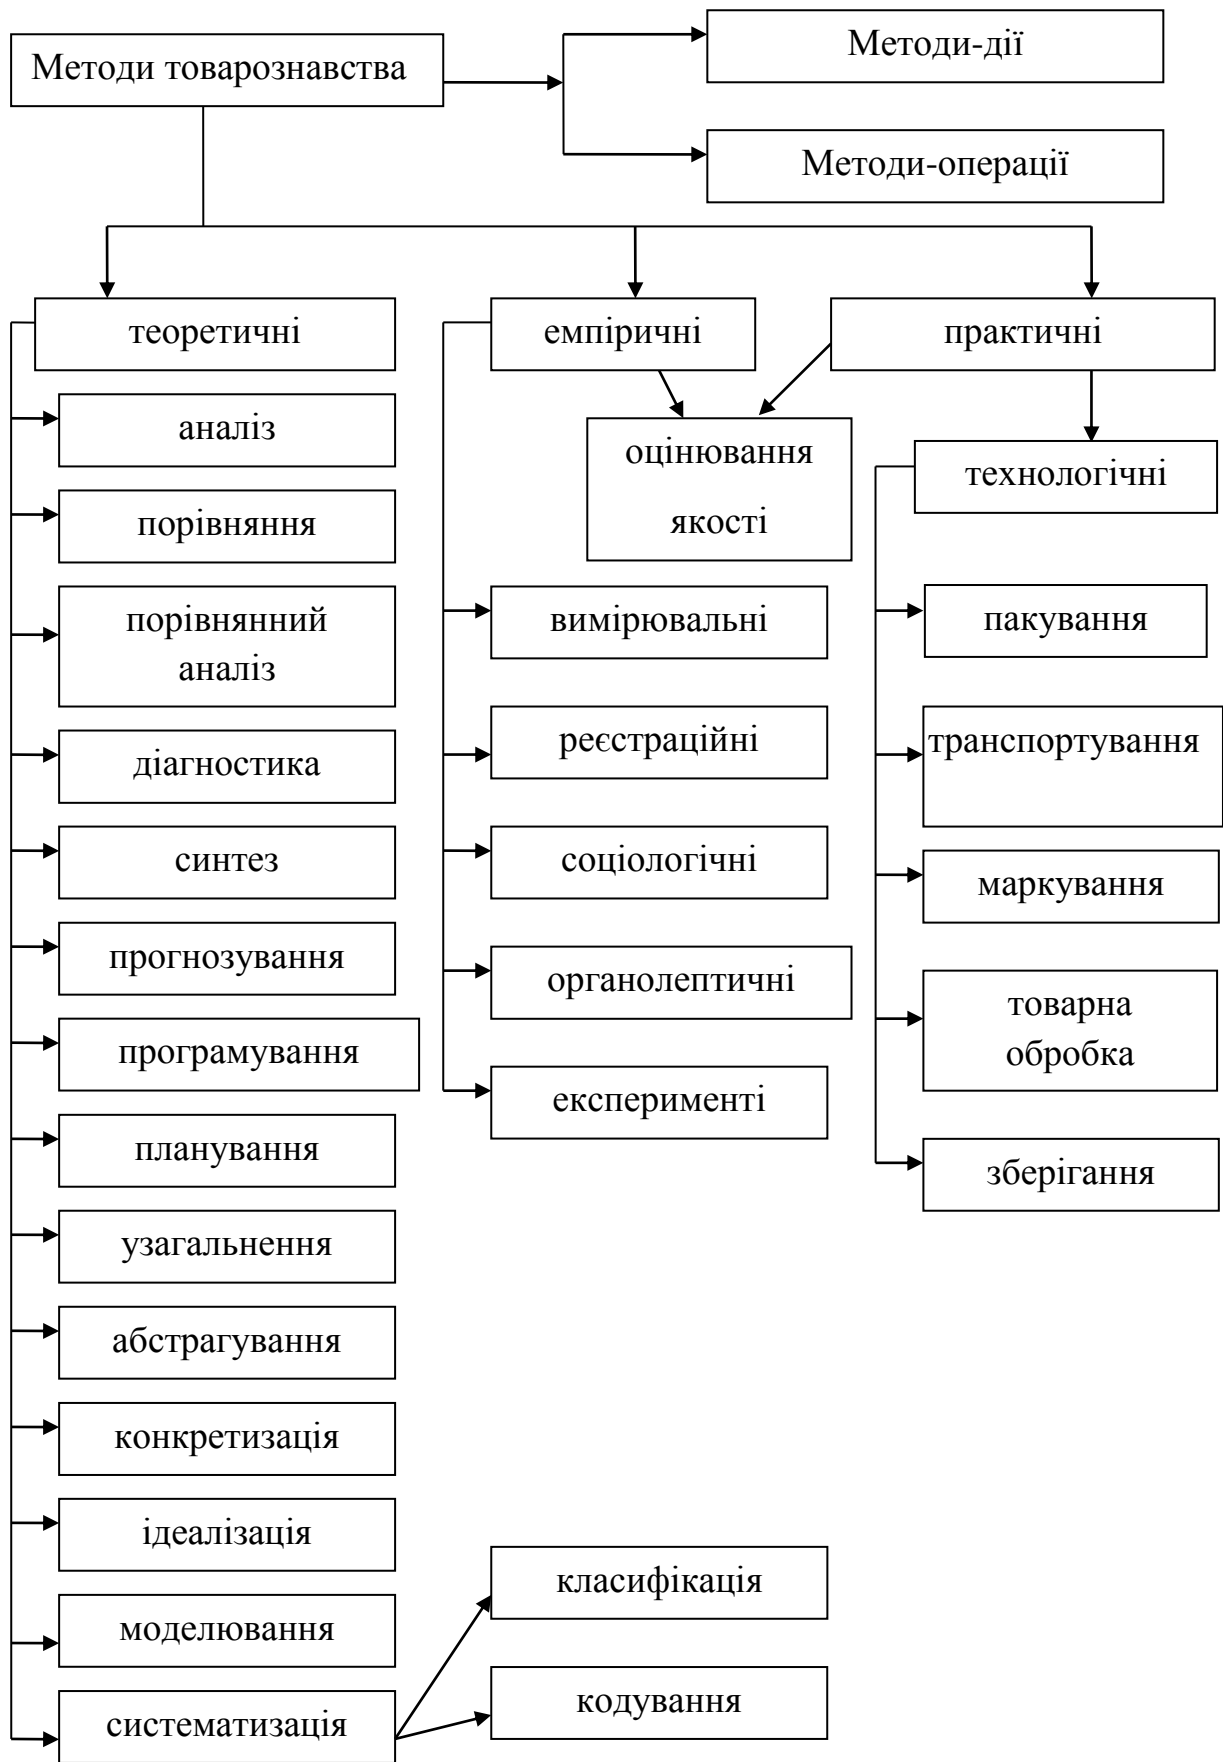 Методи товарознавства
Методи-дії
Методи-операції
теоретичні
аналіз
порівняння
порівнянний
аналіз
діагностика
синтез
прогнозування
програмування
планування
узагальнення
абстрагування
конкретизація
ідеалізація
моделювання
систематизація
класифікація
кодування
емпіричні
оцінювання
якості
вимірювальні
реєстраційні
соціологічні
органолептичні
експерименті
практичні
технологічні
пакування
транспортування
маркування
товарна
обробка
зберігання